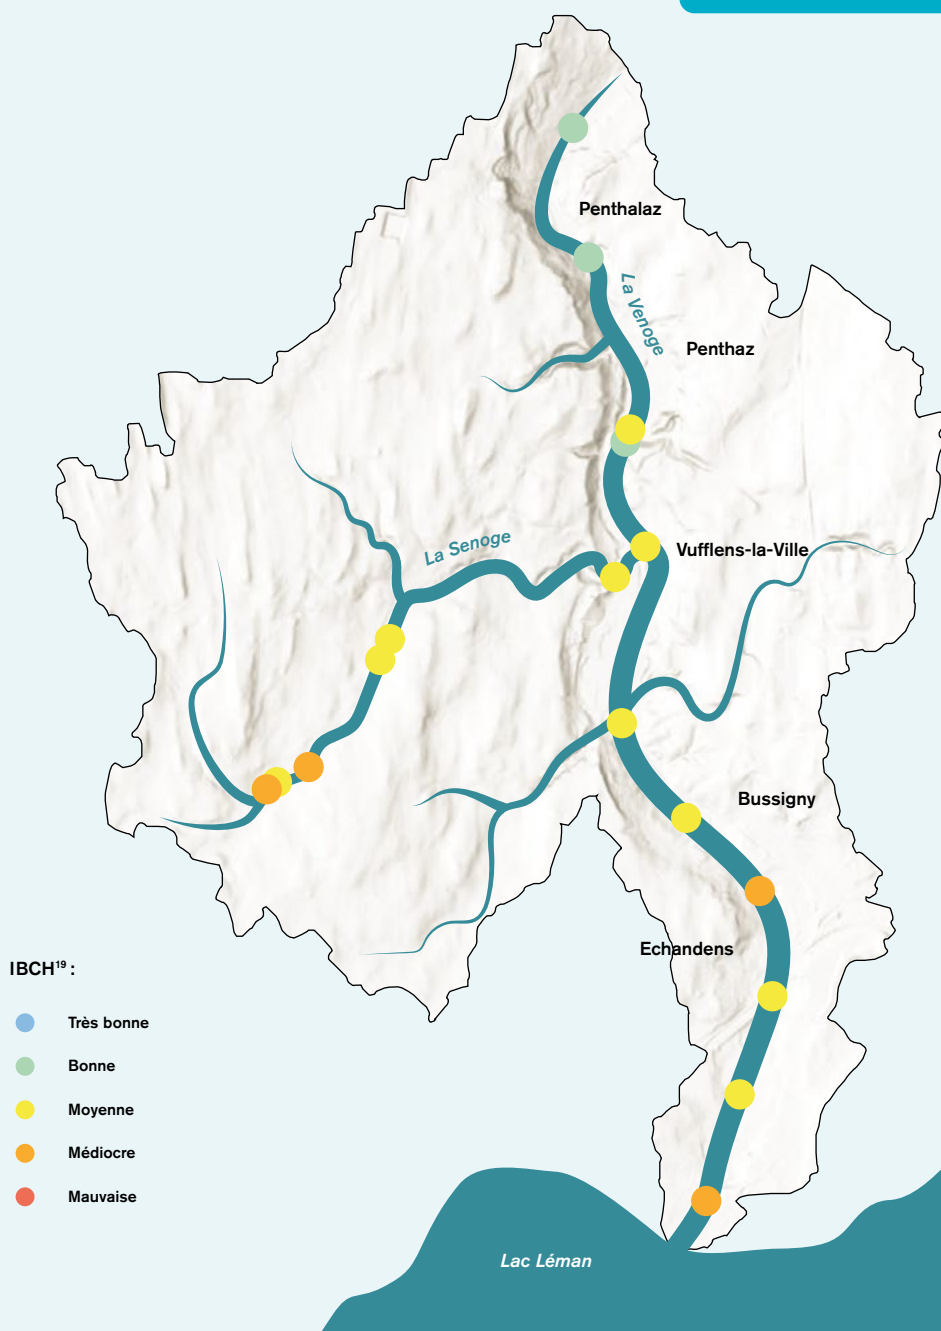 Penthalaz
La Venoge
Penthaz
La Senoge
Vufflens-la-Ville
Bussigny
Echandens
IBCH¹⁹ :
Très bonne
Bonne
Moyenne
Médiocre
Mauvaise
Lac Léman